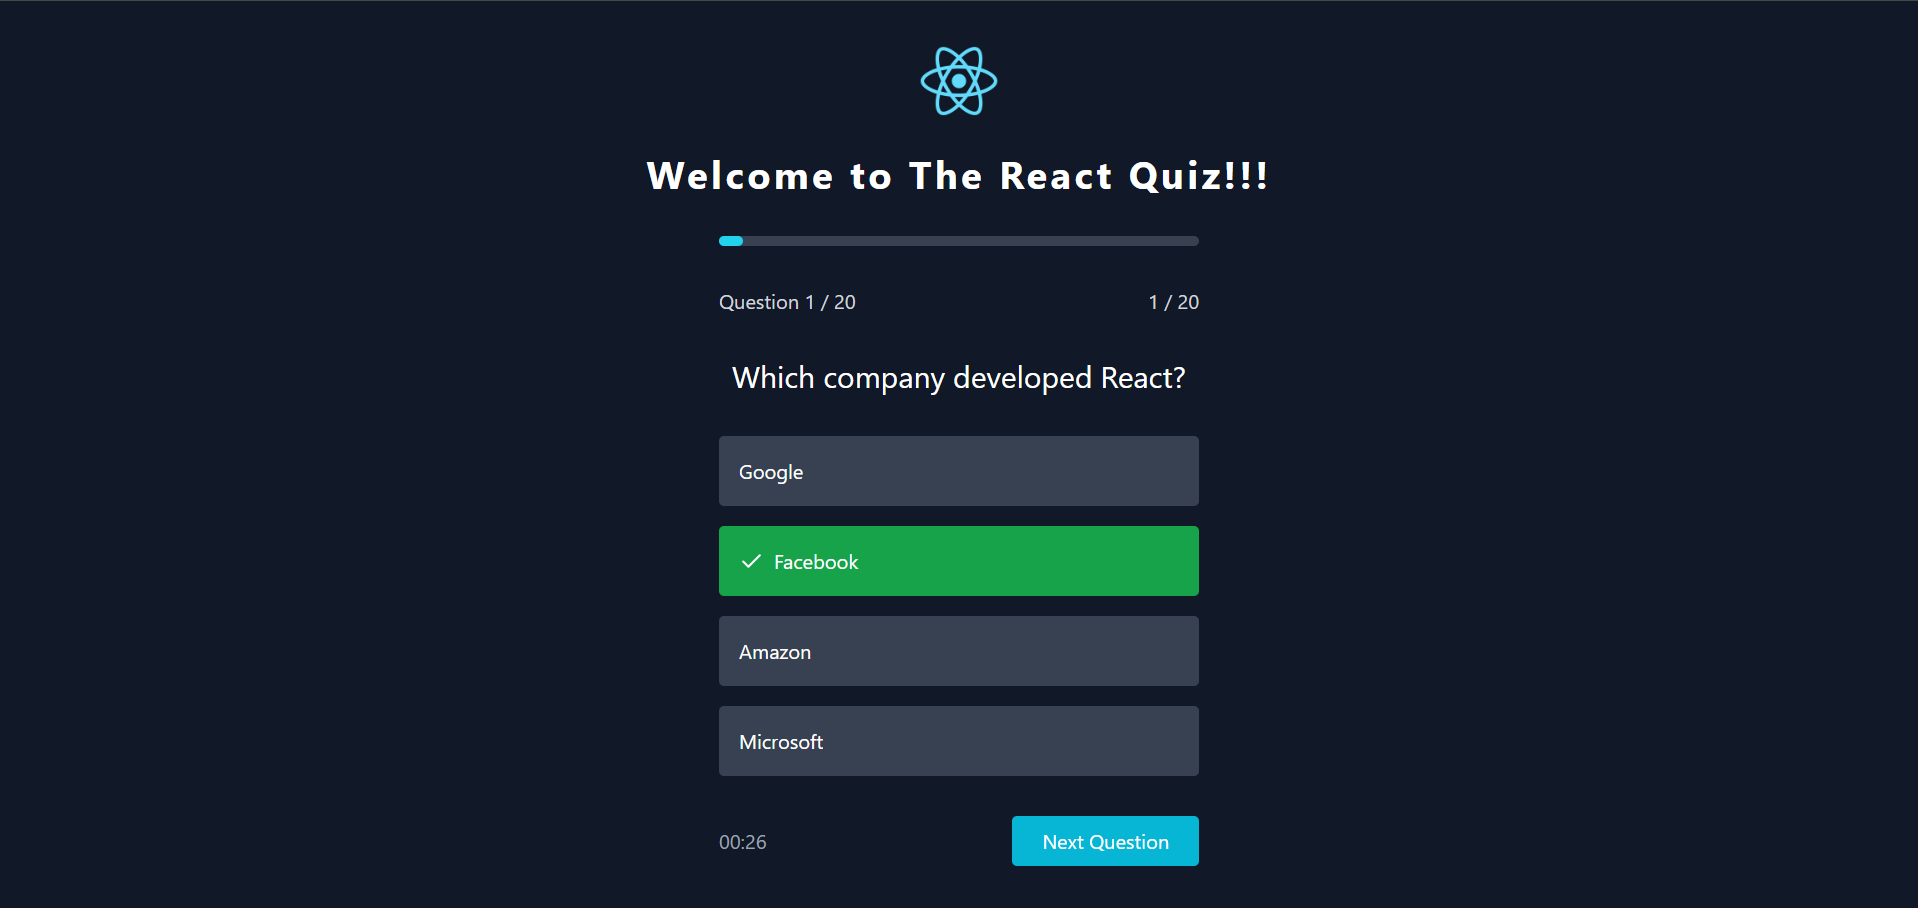 Welcome to The React Quiz!!!
Question 1 / 20
1 / 20
Which company developed React?
Google
Facebook
Amazon
Microsoft
00:26
Next Question